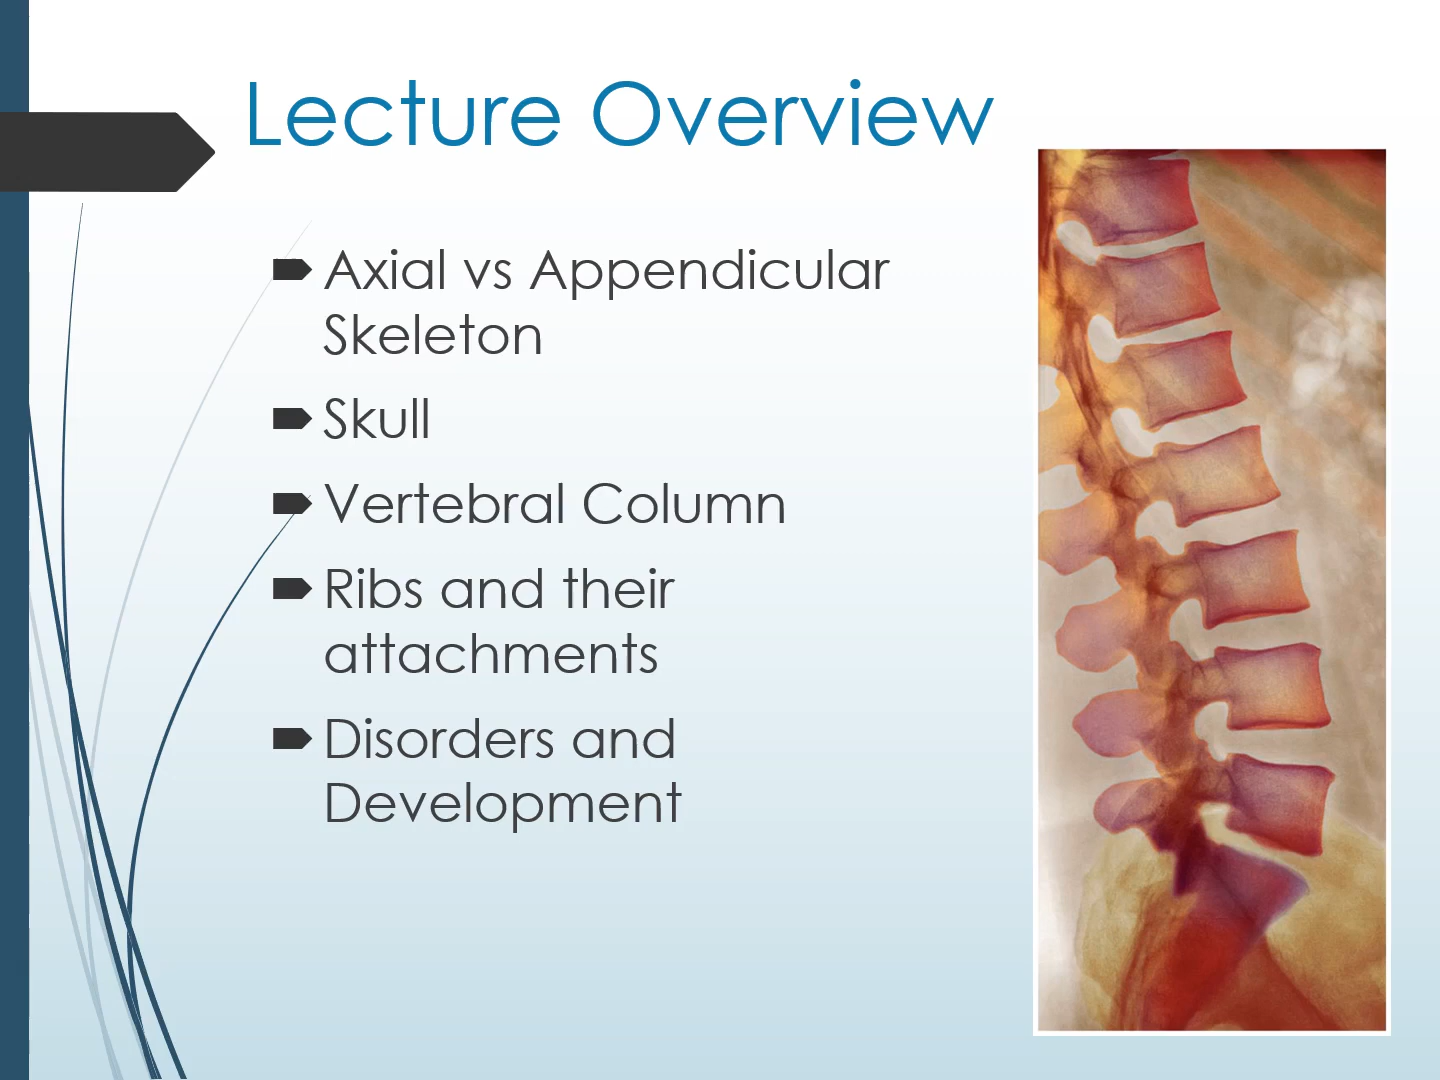 Lecture Overview
Axial vs Appendicular
Skeleton
Skull
Vertebral Column
Ribs and their
attachments
Disorders and
Development